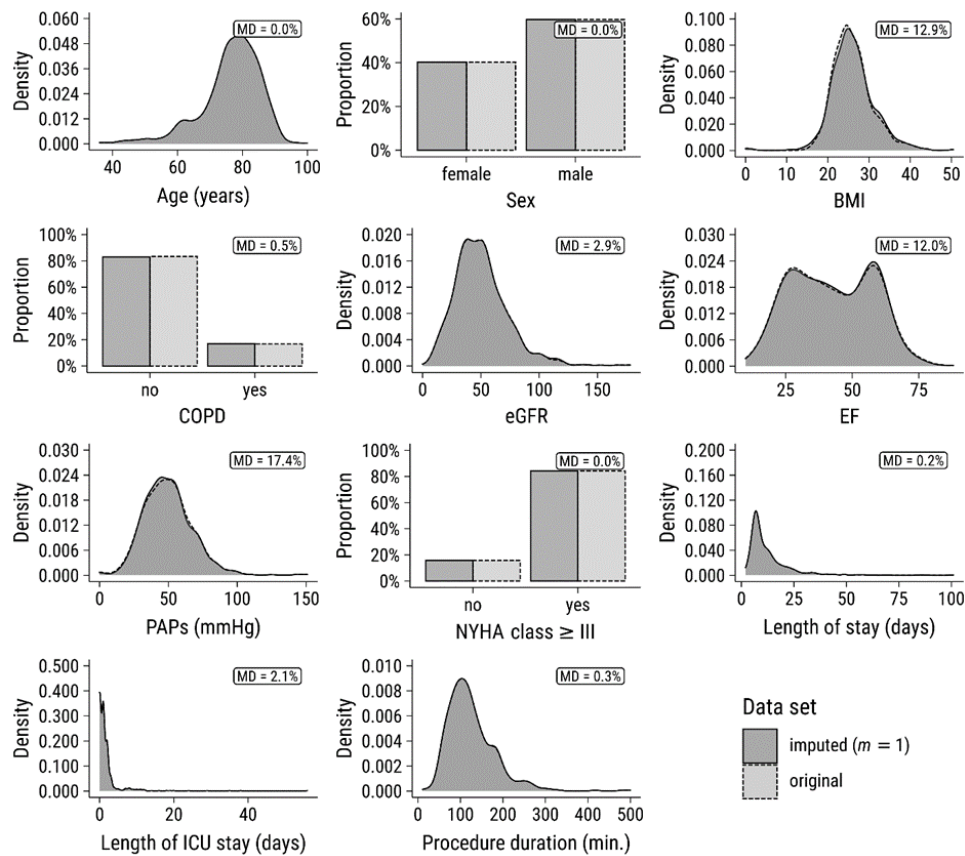 Density
0.060
0.048
0.036
0.024
0.012
0.000
MD = 0.0%
40 60 80 100
Age (years)
Proportion
60%
40%
20%
0%
MD = 0.0%
female male
Sex
Density
0.100
0.080
0.060
0.040
0.020
0.000
MD = 12.9%
0 10 20 30 40 50
BMI
Proportion
100%
80%
60%
40%
20%
0%
MD = 0.5%
no yes
COPD
Density
0.020
0.016
0.012
0.008
0.004
0.000
MD = 2.9%
0 50 100 150
eGFR
Density
0.030
0.024
0.018
0.012
0.006
0.000
MD = 12.0%
25 50 75
EF
Density
0.030
0.024
0.018
0.012
0.006
0.000
MD = 17.4%
0 50 100 150
PAPs (mmHg)
Proportion
100%
80%
60%
40%
20%
0%
MD = 0.0%
no yes
NYHA class ≥ III
Density
0.200
0.160
0.120
0.080
0.040
0.000
MD = 0.2%
0 25 50 75 100
Length of stay (days)
Density
0.500
0.400
0.300
0.200
0.100
0.000
MD = 2.1%
0 20 40
Length of ICU stay (days)
Density
0.010
0.008
0.006
0.004
0.002
0.000
MD = 0.3%
0 100 200 300 400 500
Procedure duration (min.)
Data set
imputed (m = 1)
original